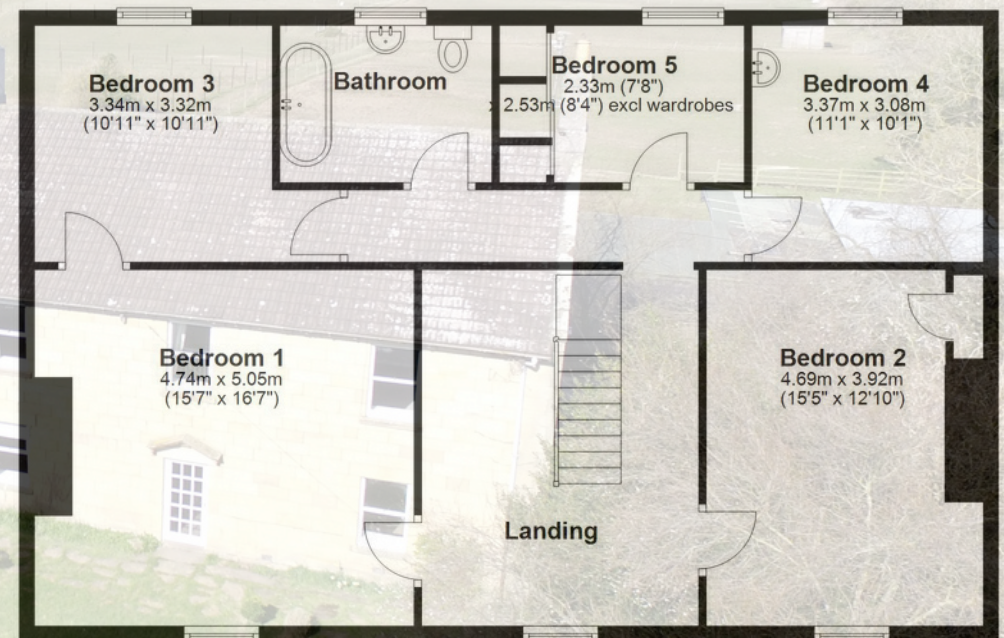 Bedroom 3
3.34m x 3.32m
(10'11" x 10'11")
Bathroom
Bedroom 5
2.33m (7'8")
x 2.53m (8'4") excl wardrobes
Bedroom 4
3.37m x 3.08m
(11'1" x 10'1")
Bedroom 1
4.74m x 5.05m
(15'7" x 16'7")
Bedroom 2
4.69m x 3.92m
(15'5" x 12'10")
Landing